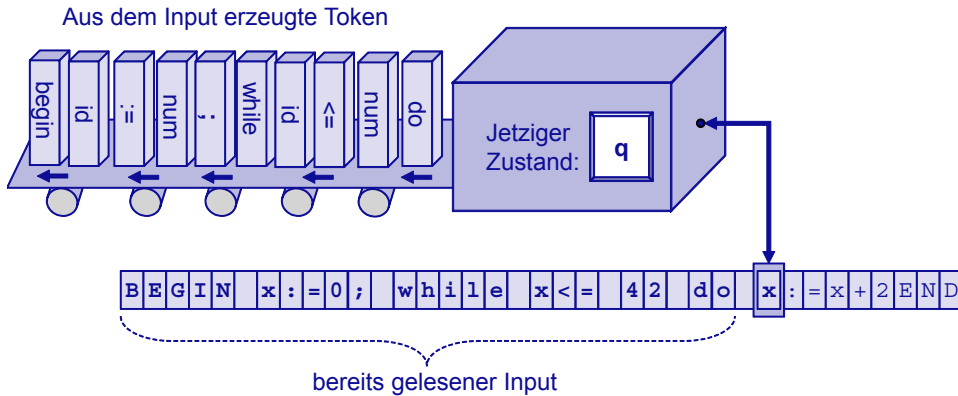 Aus dem Input erzeugte Token
begin
id
:=
num
;
while
id
<=
num
do
Jetziger
Zustand:
q
BEGIN x:=0; while x<= 42 do x:=x+2END
bereits gelesener Input